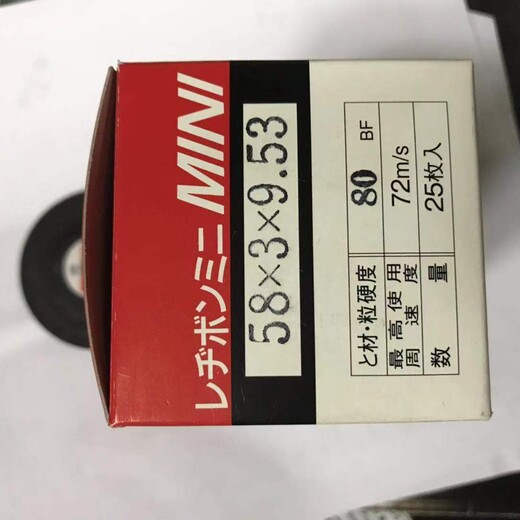 レヂボンミニ MINI
58×3×9.53
と材・粒硬度 80 BF
最高使用周速度 72m/s
数量 25枚入